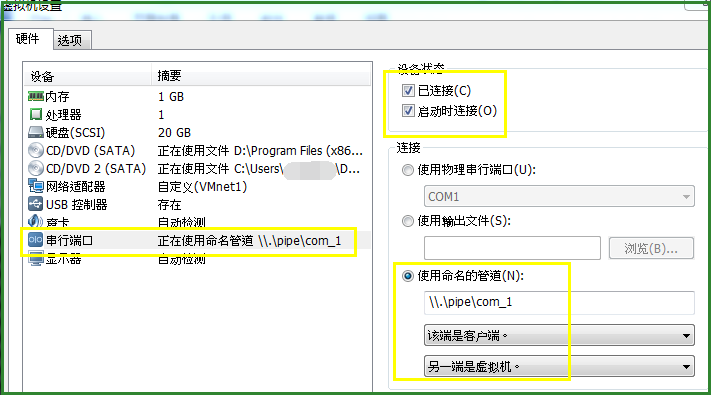 虚拟机设置
硬件 选项
设备 摘要
内存 1 GB
处理器 1
硬盘(SCSI) 20 GB
CD/DVD (SATA) 正在使用文件 D:\Program Files (x86...
CD/DVD 2 (SATA) 正在使用文件 C:\Users\ \D...
网络适配器 自定义(VMnet1)
USB 控制器 存在
声卡 自动检测
串行端口 正在使用命名管道 \\.\pipe\com_1
显示器 自动检测
设备状态
已连接(C)
启动时连接(O)
连接
使用物理串行端口(U):
COM1
使用输出文件(S):
浏览(B)...
使用命名的管道(N):
\\.\pipe\com_1
该端是客户端。
另一端是虚拟机。